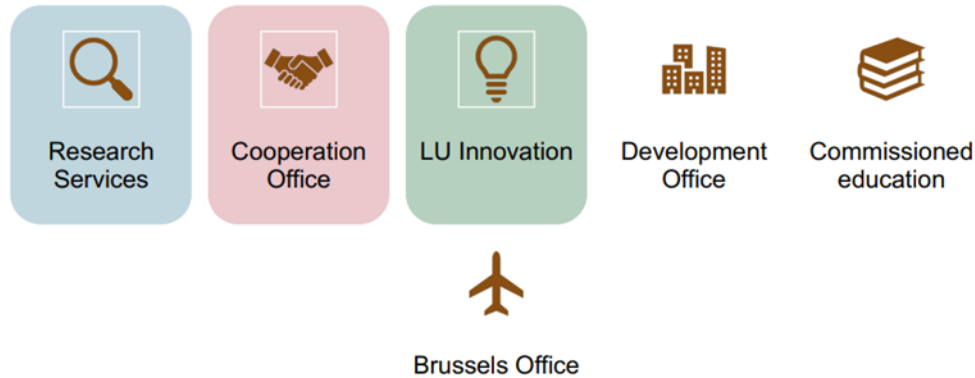 Research
Services
Cooperation
Office
LU Innovation
Development
Office
Commissioned
education
Brussels Office